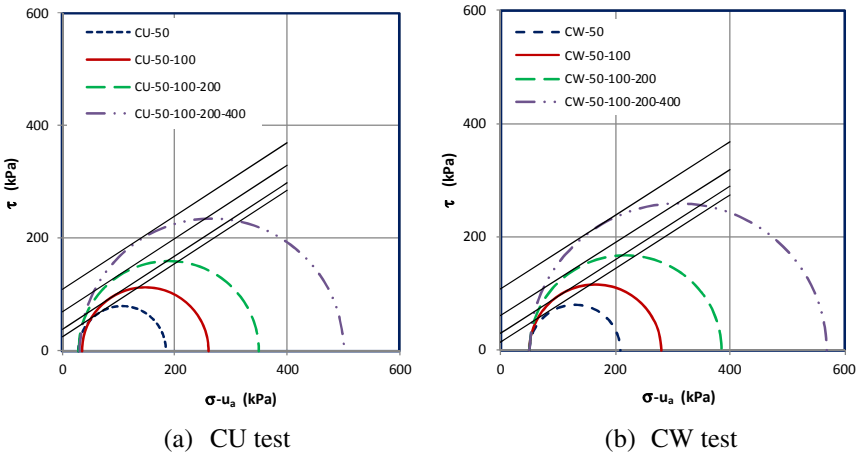 600
400
200
0
τ (kPa)
CU-50
CU-50-100
CU-50-100-200
CU-50-100-200-400
0 200 400 600
σ-uₐ (kPa)
(a) CU test
600
400
200
0
τ (kPa)
CW-50
CW-50-100
CW-50-100-200
CW-50-100-200-400
0 200 400 600
σ-uₐ (kPa)
(b) CW test